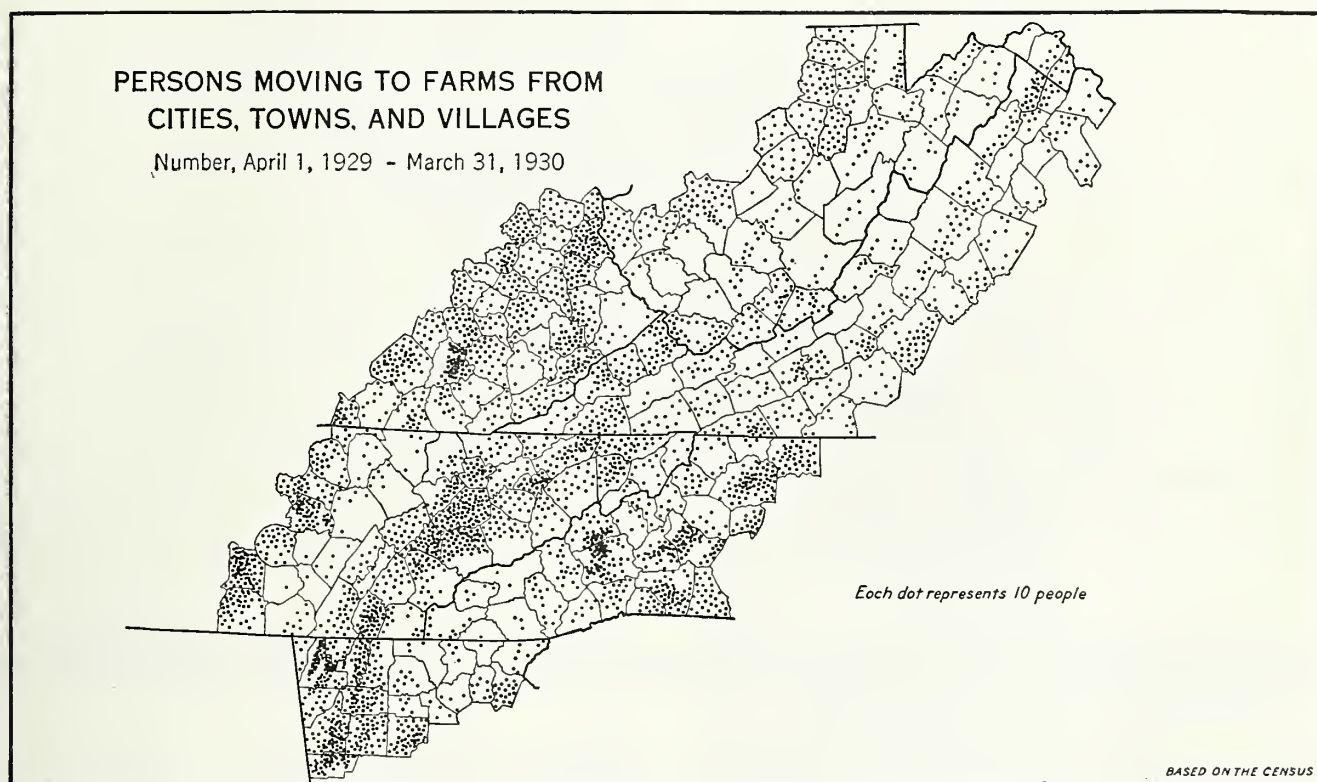 PERSONS MOVING TO FARMS FROM
CITIES, TOWNS, AND VILLAGES
Number, April 1, 1929 - March 31, 1930
Each dot represents 10 people
BASED ON THE CENSUS